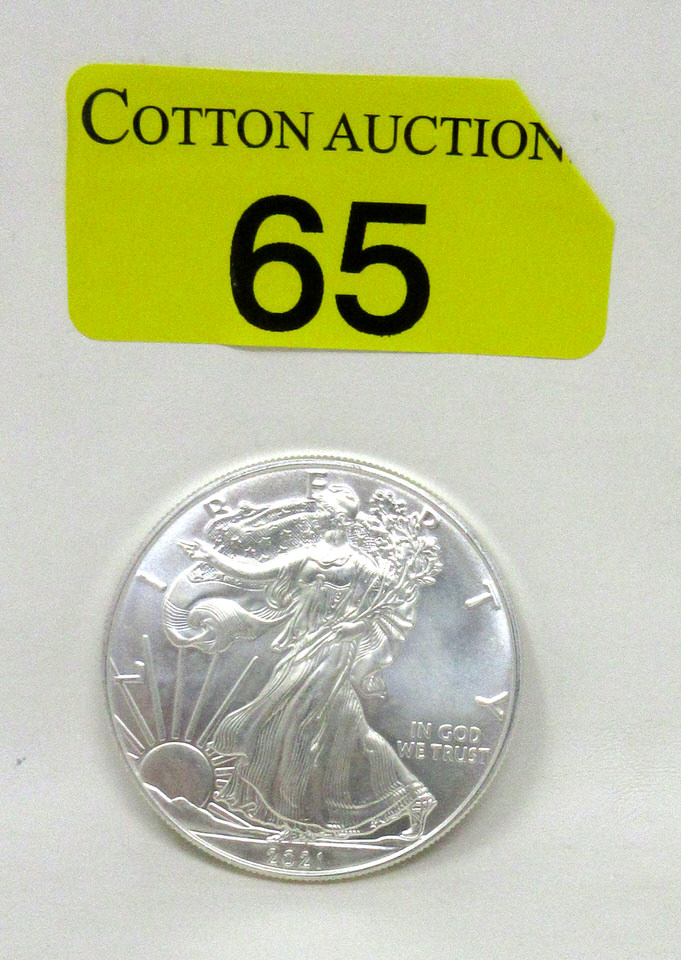 COTTON AUCTION
65
LIBERTY
IN GOD
WE TRUST
2021